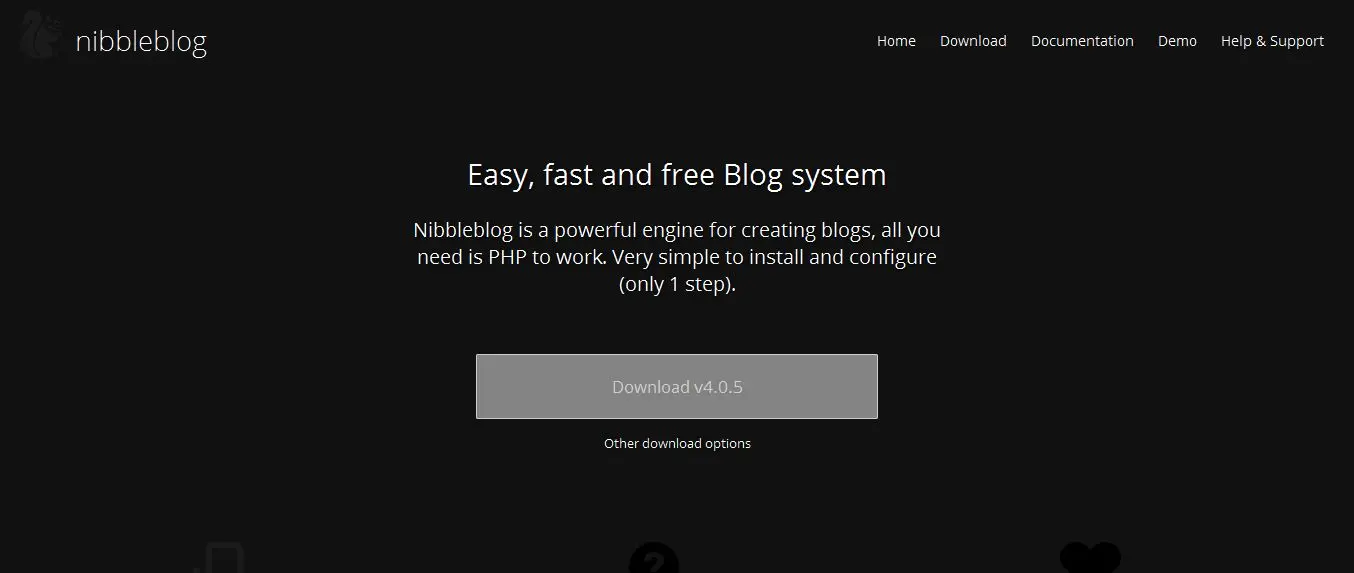 nibbleblog
Home Download Documentation Demo Help & Support
Easy, fast and free Blog system
Nibbleblog is a powerful engine for creating blogs, all you
need is PHP to work. Very simple to install and configure
(only 1 step).
Download v4.0.5
Other download options
?